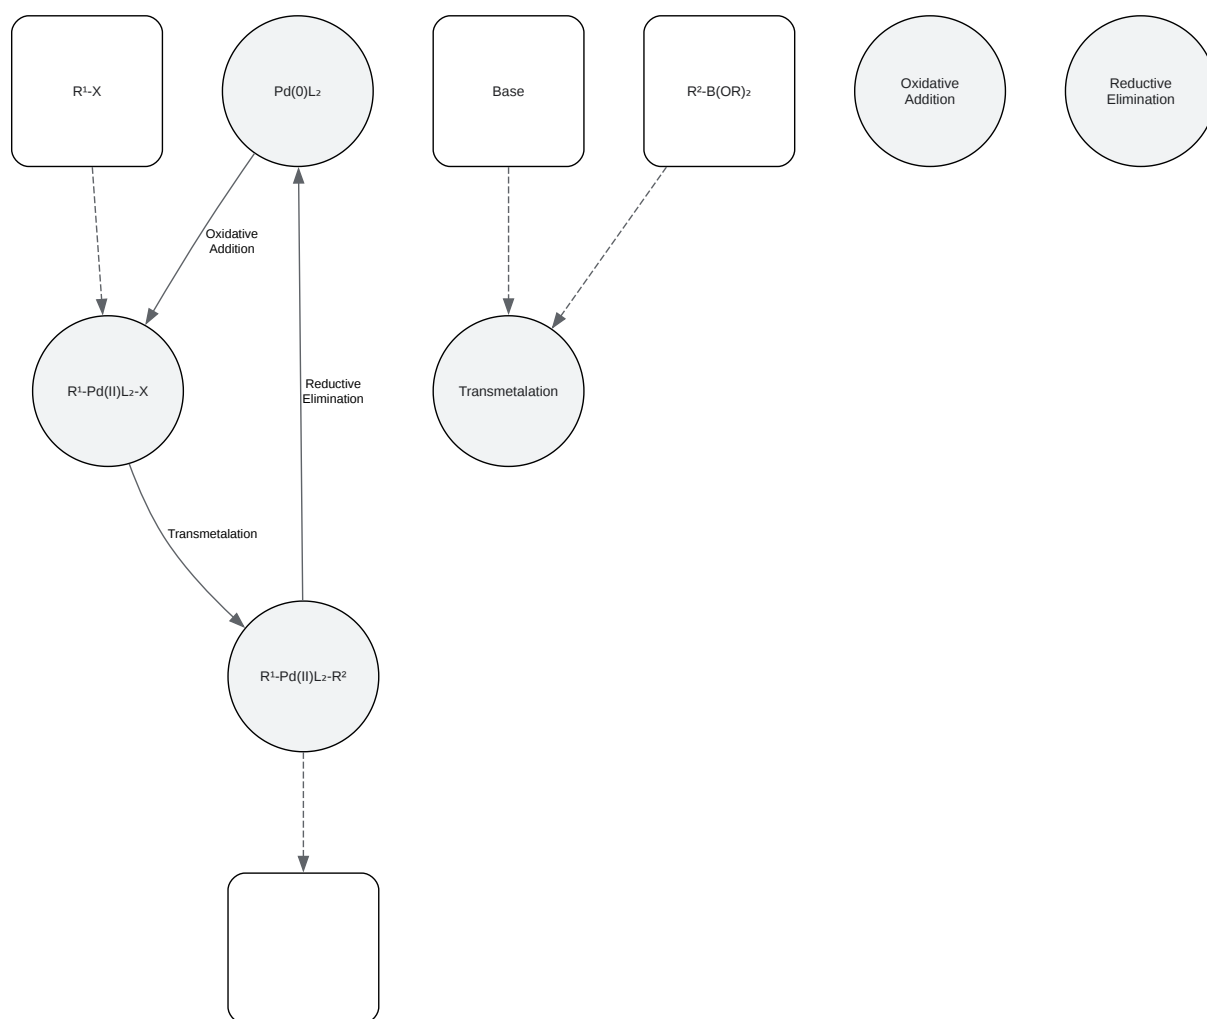 R¹-X
Pd(0)L₂
Base
R²-B(OR)₂
Oxidative
Addition
Reductive
Elimination
Oxidative
Addition
R¹-Pd(II)L₂-X
Reductive
Elimination
Transmetalation
Transmetalation
R¹-Pd(II)L₂-R²